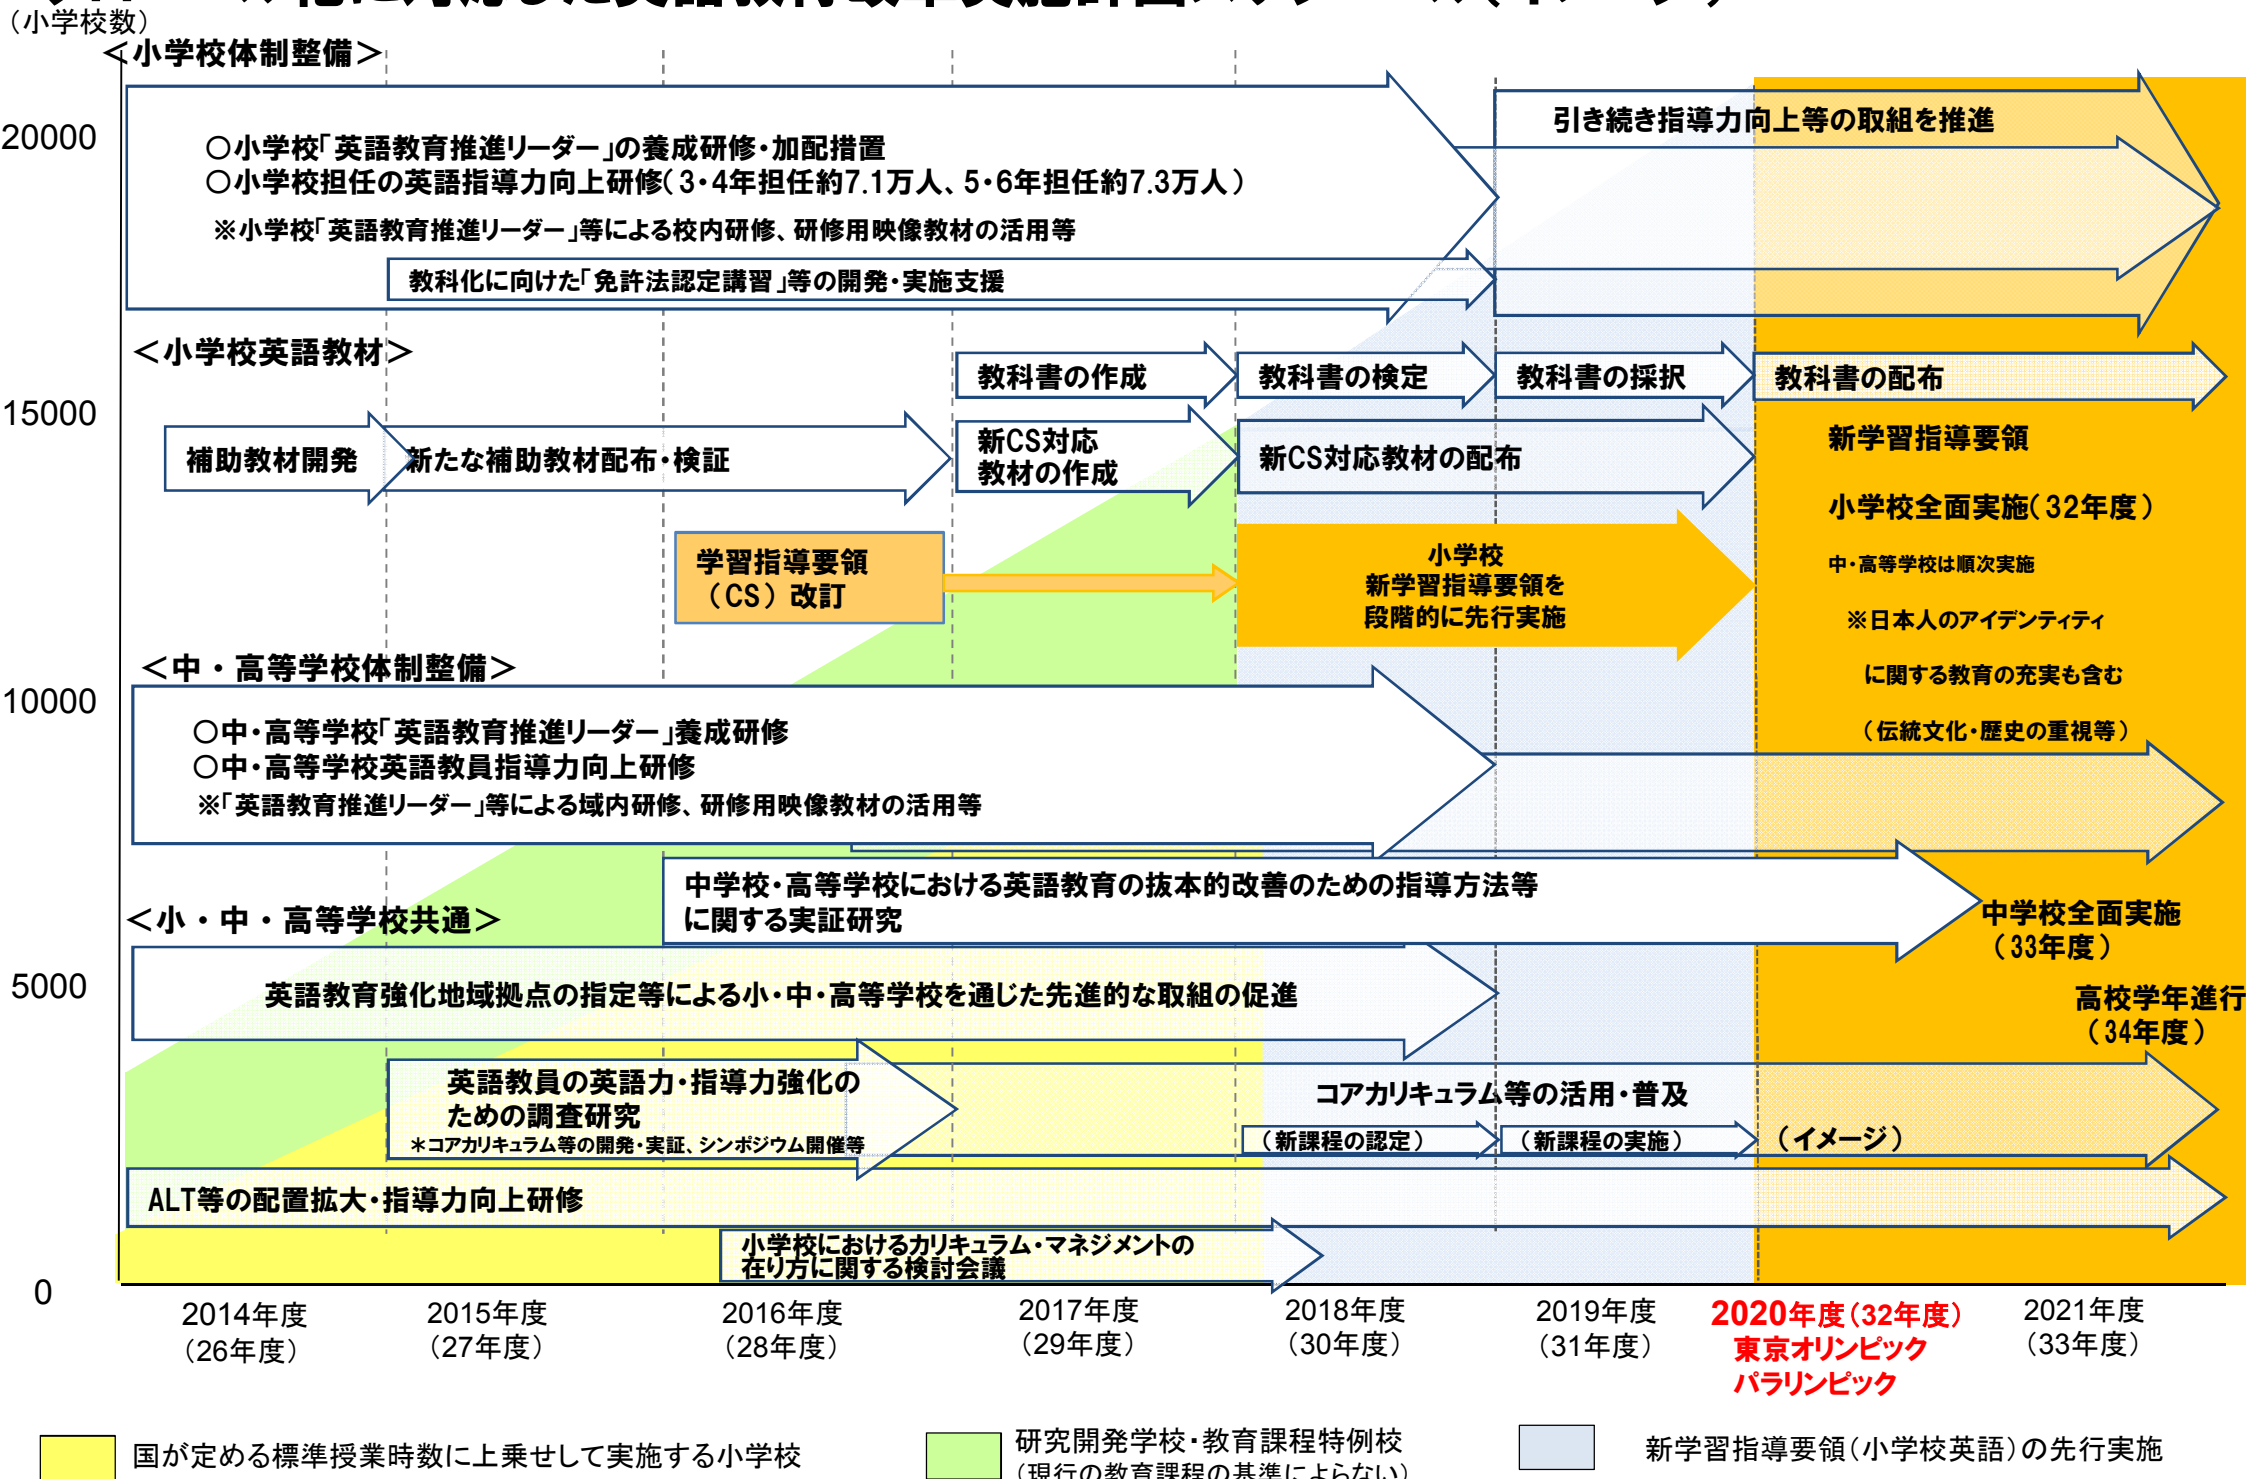 （小学校数）
＜小学校体制整備＞
20000
15000
10000
5000
0
○小学校「英語教育推進リーダー」の養成研修・加配措置
○小学校担任の英語指導力向上研修（３・４年担任約7.1万人、５・６年担任約7.3万人）
※小学校「英語教育推進リーダー」等による校内研修、研修用映像教材の活用等
教科化に向けた「免許法認定講習」等の開発・実施支援
引き続き指導力向上等の取組を推進
＜小学校英語教材＞
教科書の作成
教科書の検定
教科書の採択
教科書の配布
補助教材開発
新たな補助教材配布・検証
新CS対応
教材の作成
新CS対応教材の配布
学習指導要領
（CS）改訂
小学校
新学習指導要領を
段階的に先行実施
新学習指導要領
小学校全面実施（32年度）
中・高等学校は順次実施
※日本人のアイデンティティ
に関する教育の充実も含む
（伝統文化・歴史の重視等）
＜中・高等学校体制整備＞
○中・高等学校「英語教育推進リーダー」養成研修
○中・高等学校英語教員指導力向上研修
※「英語教育推進リーダー」等による域内研修、研修用映像教材の活用等
中学校・高等学校における英語教育の抜本的改善のための指導方法等
に関する実証研究
中学校全面実施
（33年度）
高校学年進行
（34年度）
＜小・中・高等学校共通＞
英語教育強化地域拠点の指定等による小・中・高等学校を通じた先進的な取組の促進
英語教員の英語力・指導力強化の
ための調査研究
＊コアカリキュラム等の開発・実証、シンポジウム開催等
コアカリキュラム等の活用・普及
（新課程の認定）
（新課程の実施）
（イメージ）
ALT等の配置拡大・指導力向上研修
小学校におけるカリキュラム・マネジメントの
在り方に関する検討会議
2014年度
（26年度）
2015年度
（27年度）
2016年度
（28年度）
2017年度
（29年度）
2018年度
（30年度）
2019年度
（31年度）
2020年度（32年度）
東京オリンピック
パラリンピック
2021年度
（33年度）
国が定める標準授業時数に上乗せして実施する小学校
研究開発学校・教育課程特例校
（現行の教育課程の基準によらない）
新学習指導要領（小学校英語）の先行実施